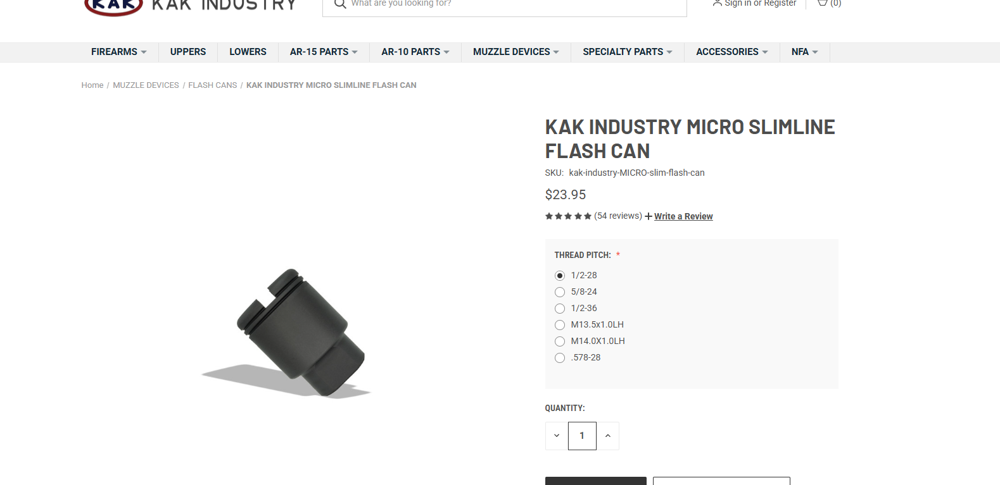 KAK KAK INDUSTRY
What are you looking for?
Sign in or Register
(0)
FIREARMS UPPERS LOWERS AR-15 PARTS AR-10 PARTS MUZZLE DEVICES SPECIALTY PARTS ACCESSORIES NFA
Home / MUZZLE DEVICES / FLASH CANS / KAK INDUSTRY MICRO SLIMLINE FLASH CAN
KAK INDUSTRY MICRO SLIMLINE
FLASH CAN
SKU: kak-industry-MICRO-slim-flash-can
$23.95
(54 reviews) + Write a Review
THREAD PITCH: *
1/2-28
5/8-24
1/2-36
M13.5x1.0LH
M14.0X1.0LH
.578-28
QUANTITY:
1